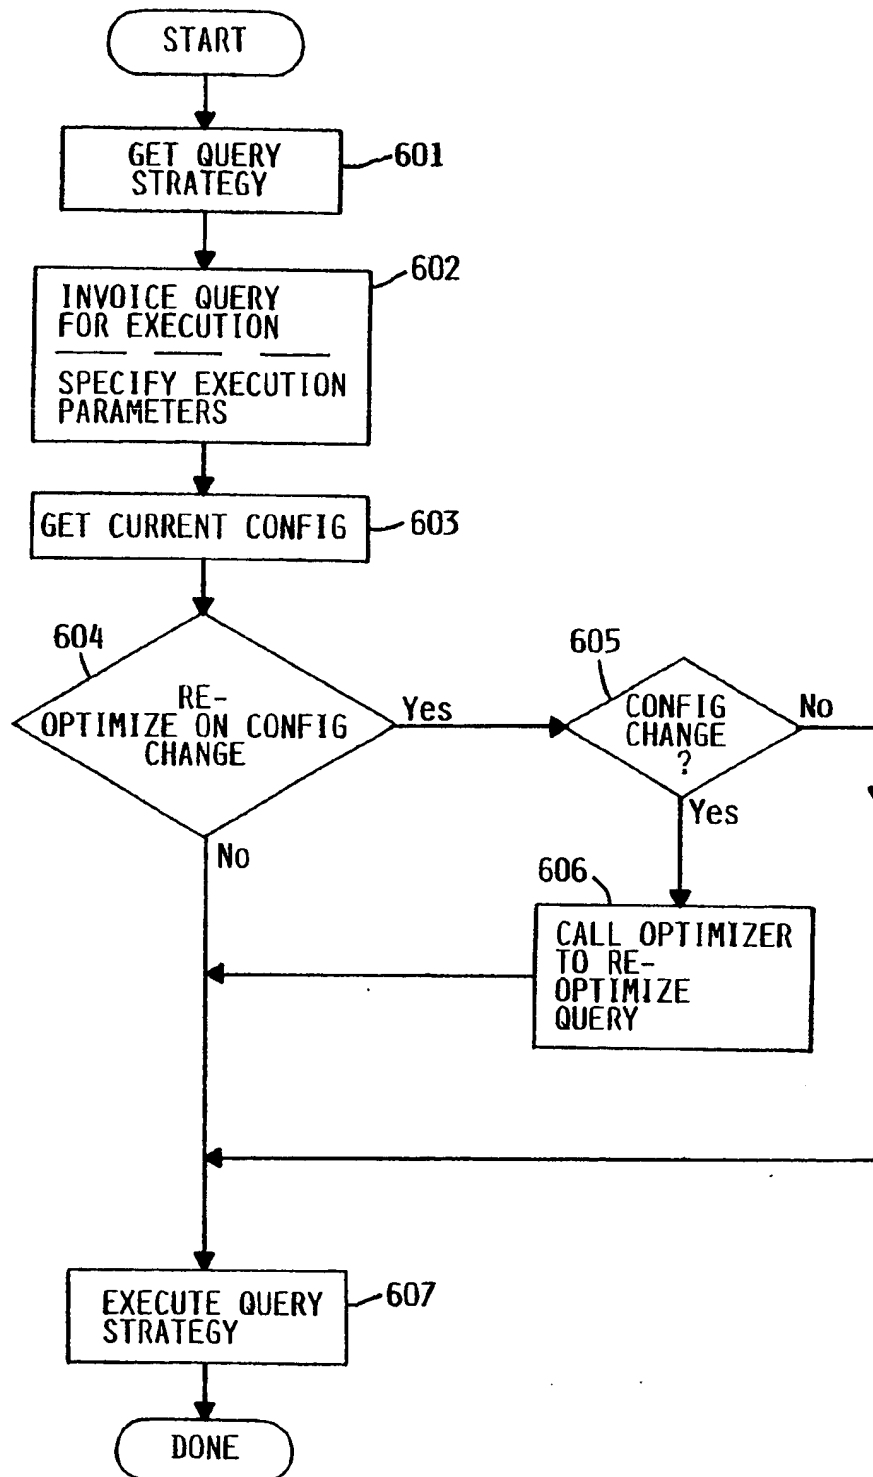 START
GET QUERY
STRATEGY
601
602
INVOICE QUERY
FOR EXECUTION
SPECIFY EXECUTION
PARAMETERS
GET CURRENT CONFIG
603
604
RE-
OPTIMIZE ON CONFIG
CHANGE
Yes
No
605
CONFIG
CHANGE
?
No
Yes
606
CALL OPTIMIZER
TO RE-
OPTIMIZE
QUERY
EXECUTE QUERY
STRATEGY
607
DONE